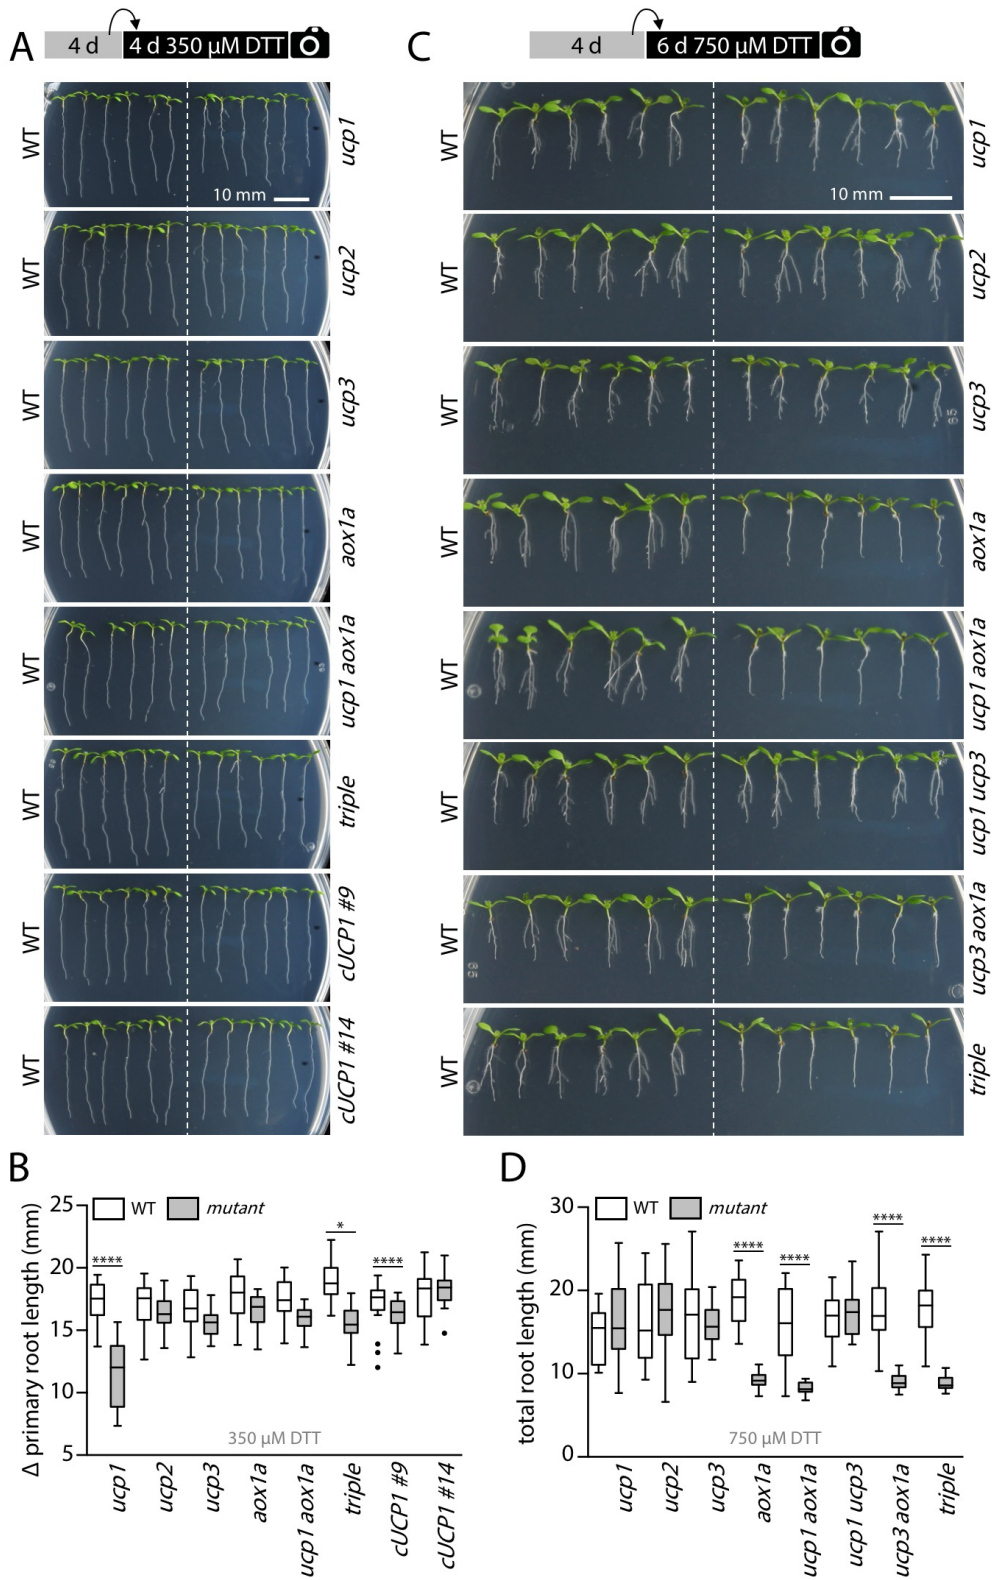 A
4 d
4 d 350 µM DTT
WT
10 mm
ucp1
WT
ucp2
WT
ucp3
WT
aox1a
WT
ucp1 aox1a
WT
triple
WT
cUCP1 #9
WT
cUCP1 #14
C
4 d
6 d 750 µM DTT
WT
10 mm
ucp1
WT
ucp2
WT
65
ucp3
WT
aox1a
WT
ucp1 aox1a
WT
ucp1 ucp3
WT
65
ucp3 aox1a
WT
triple
B
WT
mutant
Δ primary root length (mm)
25
20
15
10
5
****
*
****
350 µM DTT
ucp1
ucp2
ucp3
aox1a
ucp1 aox1a
triple
cUCP1 #9
cUCP1 #14
D
WT
mutant
total root length (mm)
30
20
10
0
****
****
****
****
750 µM DTT
ucp1
ucp2
ucp3
aox1a
ucp1 aox1a
ucp1 ucp3
ucp3 aox1a
triple